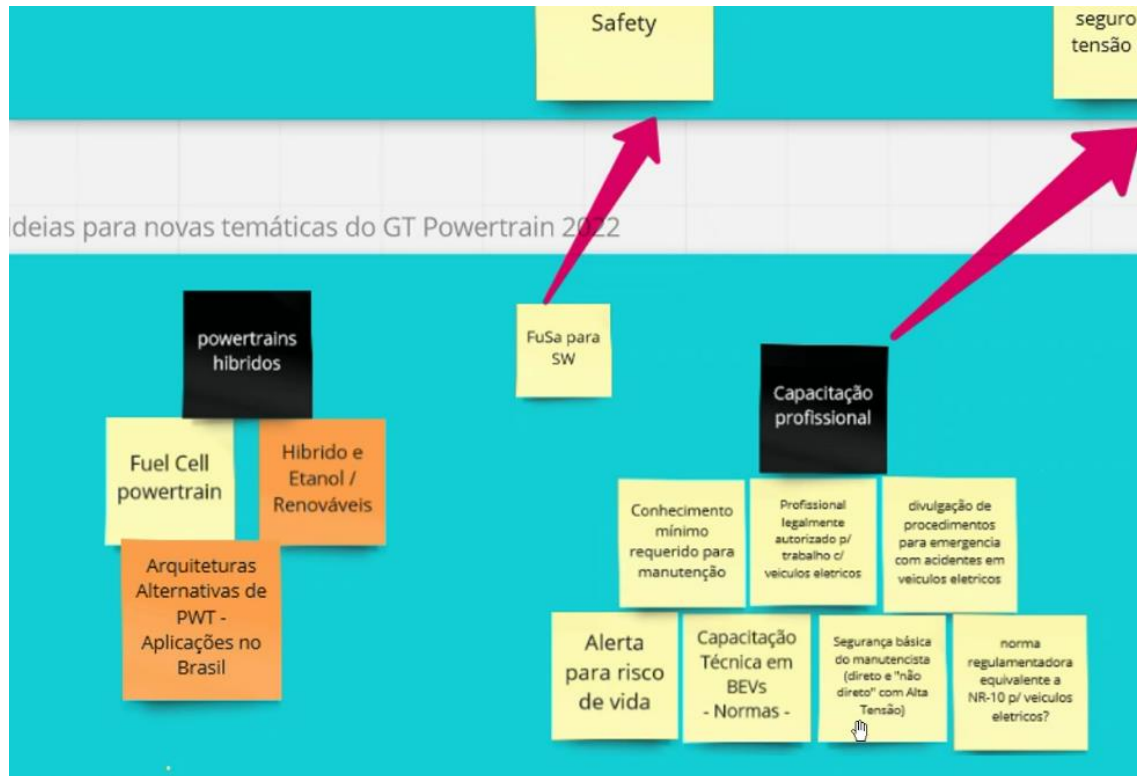 Safety
seguro
tensão
Ideias para novas temáticas do GT Powertrain 2022
powertrains
hibridos
FuSa para
SW
Capacitação
profissional
Fuel Cell
powertrain
Hibrido e
Etanol /
Renováveis
Arquiteturas
Alternativas de
PWT -
Aplicações no
Brasil
Conhecimento
mínimo
requerido para
manutenção
Profissional
legalmente
autorizado p/
trabalho c/
veiculos eletricos
divulgação de
procedimentos
para emergencia
com acidentes em
veiculos eletricos
Alerta
para risco
de vida
Capacitação
Técnica em
BEVs
- Normas -
Segurança básica
do manutencista
(direto e "não
direto" com Alta
Tensão)
norma
regulamentadora
equivalente a
NR-10 p/ veiculos
eletricos?